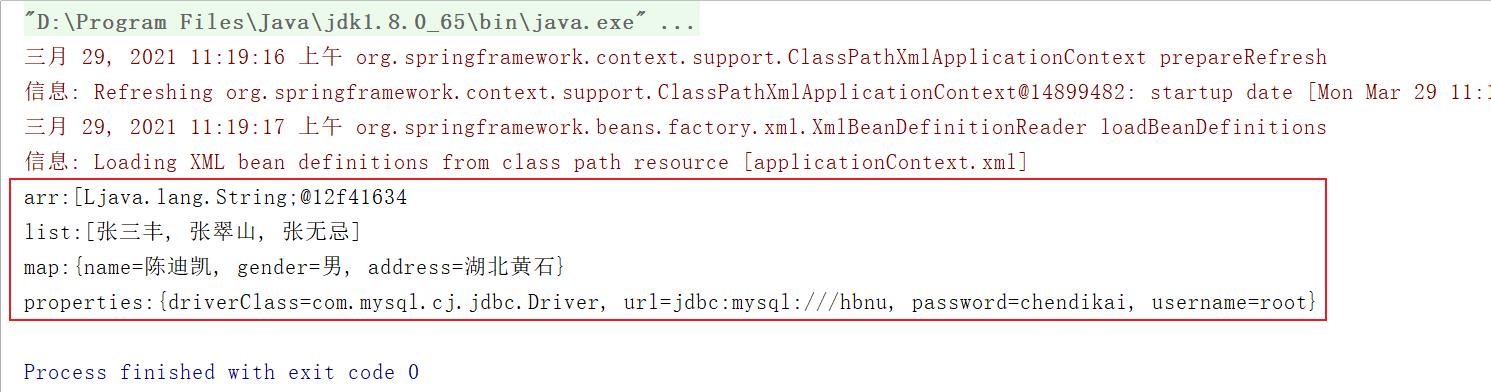 "D:\Program Files\Java\jdk1.8.0_65\bin\java.exe" ...
三月 29, 2021 11:19:16 上午 org.springframework.context.support.ClassPathXmlApplicationContext prepareRefresh
信息: Refreshing org.springframework.context.support.ClassPathXmlApplicationContext@14899482: startup date [Mon Mar 29 11:1
三月 29, 2021 11:19:17 上午 org.springframework.beans.factory.xml.XmlBeanDefinitionReader loadBeanDefinitions
信息: Loading XML bean definitions from class path resource [applicationContext.xml]
arr:[Ljava.lang.String;@12f41634
list:[张三丰, 张翠山, 张无忌]
map:{name=陈迪凯, gender=男, address=湖北黄石}
properties:{driverClass=com.mysql.cj.jdbc.Driver, url=jdbc:mysql:///hbnu, password=chendikai, username=root}
Process finished with exit code 0